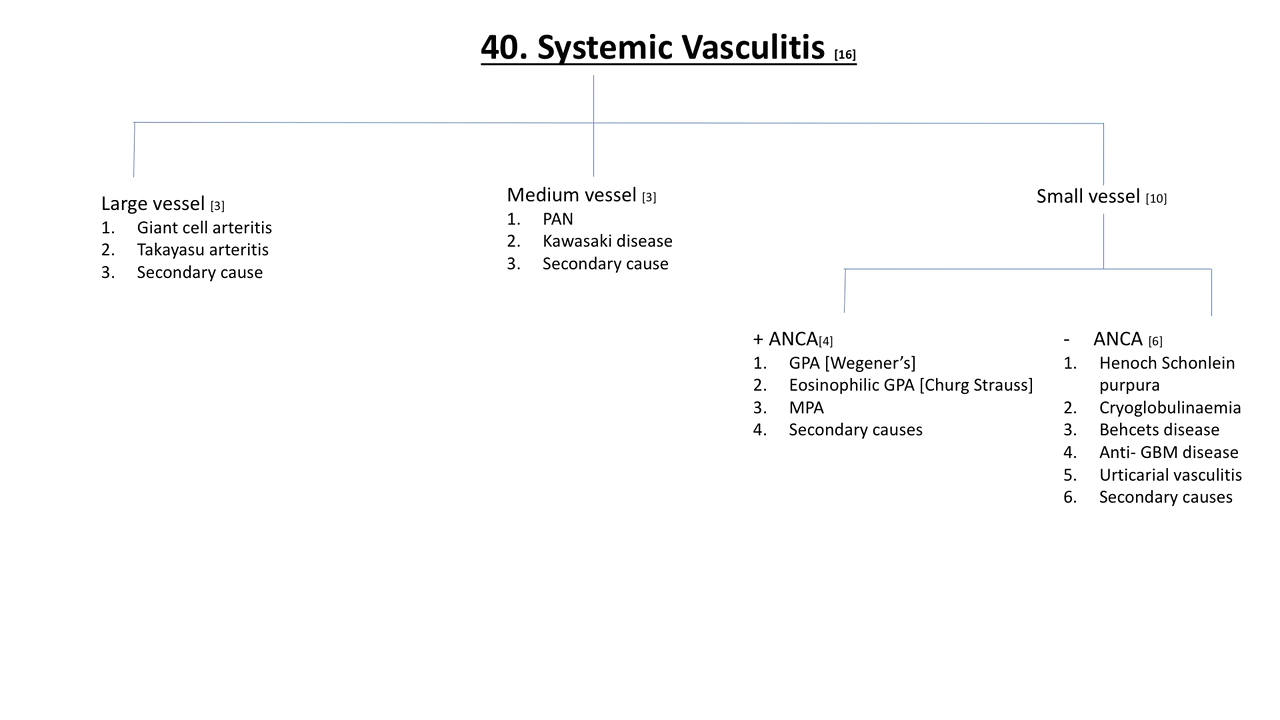 40. Systemic Vasculitis [16]
Large vessel [3]
1. Giant cell arteritis
2. Takayasu arteritis
3. Secondary cause
Medium vessel [3]
1. PAN
2. Kawasaki disease
3. Secondary cause
Small vessel [10]
+ ANCA[4]
1. GPA [Wegener’s]
2. Eosinophilic GPA [Churg Strauss]
3. MPA
4. Secondary causes
- ANCA [6]
1. Henoch Schonlein
purpura
2. Cryoglobulinaemia
3. Behcets disease
4. Anti- GBM disease
5. Urticarial vasculitis
6. Secondary causes